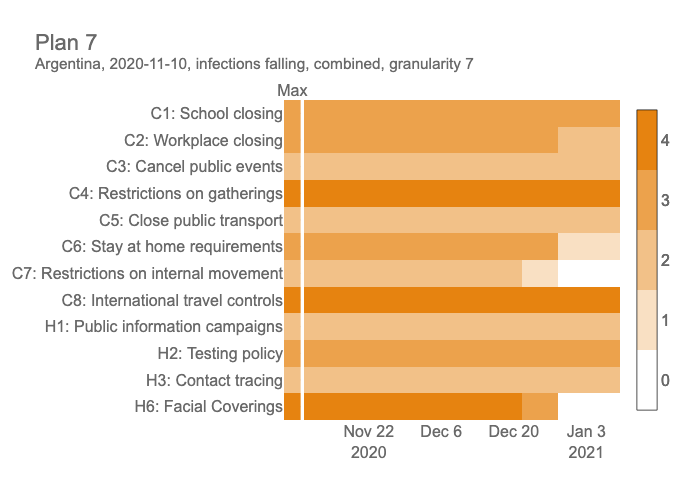 Plan 7
Argentina, 2020-11-10, infections falling, combined, granularity 7
Max
C1: School closing
C2: Workplace closing
C3: Cancel public events
C4: Restrictions on gatherings
C5: Close public transport
C6: Stay at home requirements
C7: Restrictions on internal movement
C8: International travel controls
H1: Public information campaigns
H2: Testing policy
H3: Contact tracing
H6: Facial Coverings
Nov 22 Dec 6 Dec 20 Jan 3
2020 2021
4
3
2
1
0